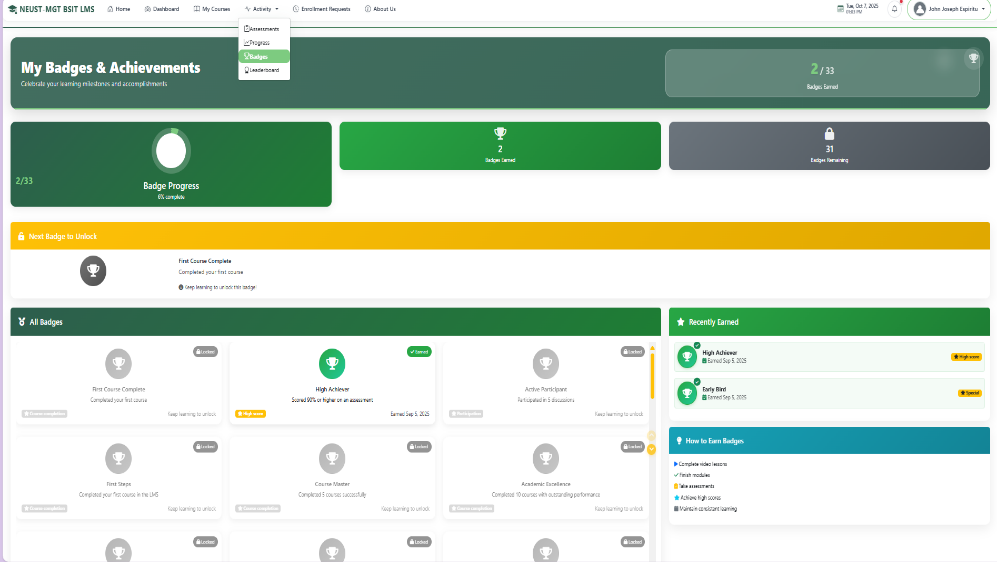 NEUST-MGT BSIT LMS
Home
Dashboard
My Courses
Activity
Enrollment Requests
About Us
Tue, Oct 7, 2025
John Joseph Espiritu
Assessments
Progress
Badges
Leaderboard
My Badges & Achievements
Celebrate your learning milestones and accomplishments
2 / 33
Badges Earned
2/33
Badge Progress
6% complete
2
Badges Earned
31
Badges Remaining
Next Badge to Unlock
First Course Complete
Completed your first course
Keep learning to unlock this badge!
All Badges
Locked
First Course Complete
Completed your first course
Course completion
Keep learning to unlock
Earned
High Achiever
Scored 90% or higher on an assessment
High score
Earned Sep 5, 2025
Locked
Active Participant
Participated in 5 discussions
Participation
Keep learning to unlock
Locked
First Steps
Completed your first course in the LMS
Course completion
Keep learning to unlock
Locked
Course Master
Completed 5 courses successfully
Course completion
Keep learning to unlock
Locked
Academic Excellence
Completed 10 courses with outstanding performance
Course completion
Keep learning to unlock
Locked
Locked
Locked
Recently Earned
High Achiever
Earned Sep 5, 2025
High score
Early Bird
Earned Sep 5, 2025
Special
How to Earn Badges
Complete video lessons
Finish modules
Take assessments
Achieve high scores
Maintain consistent learning